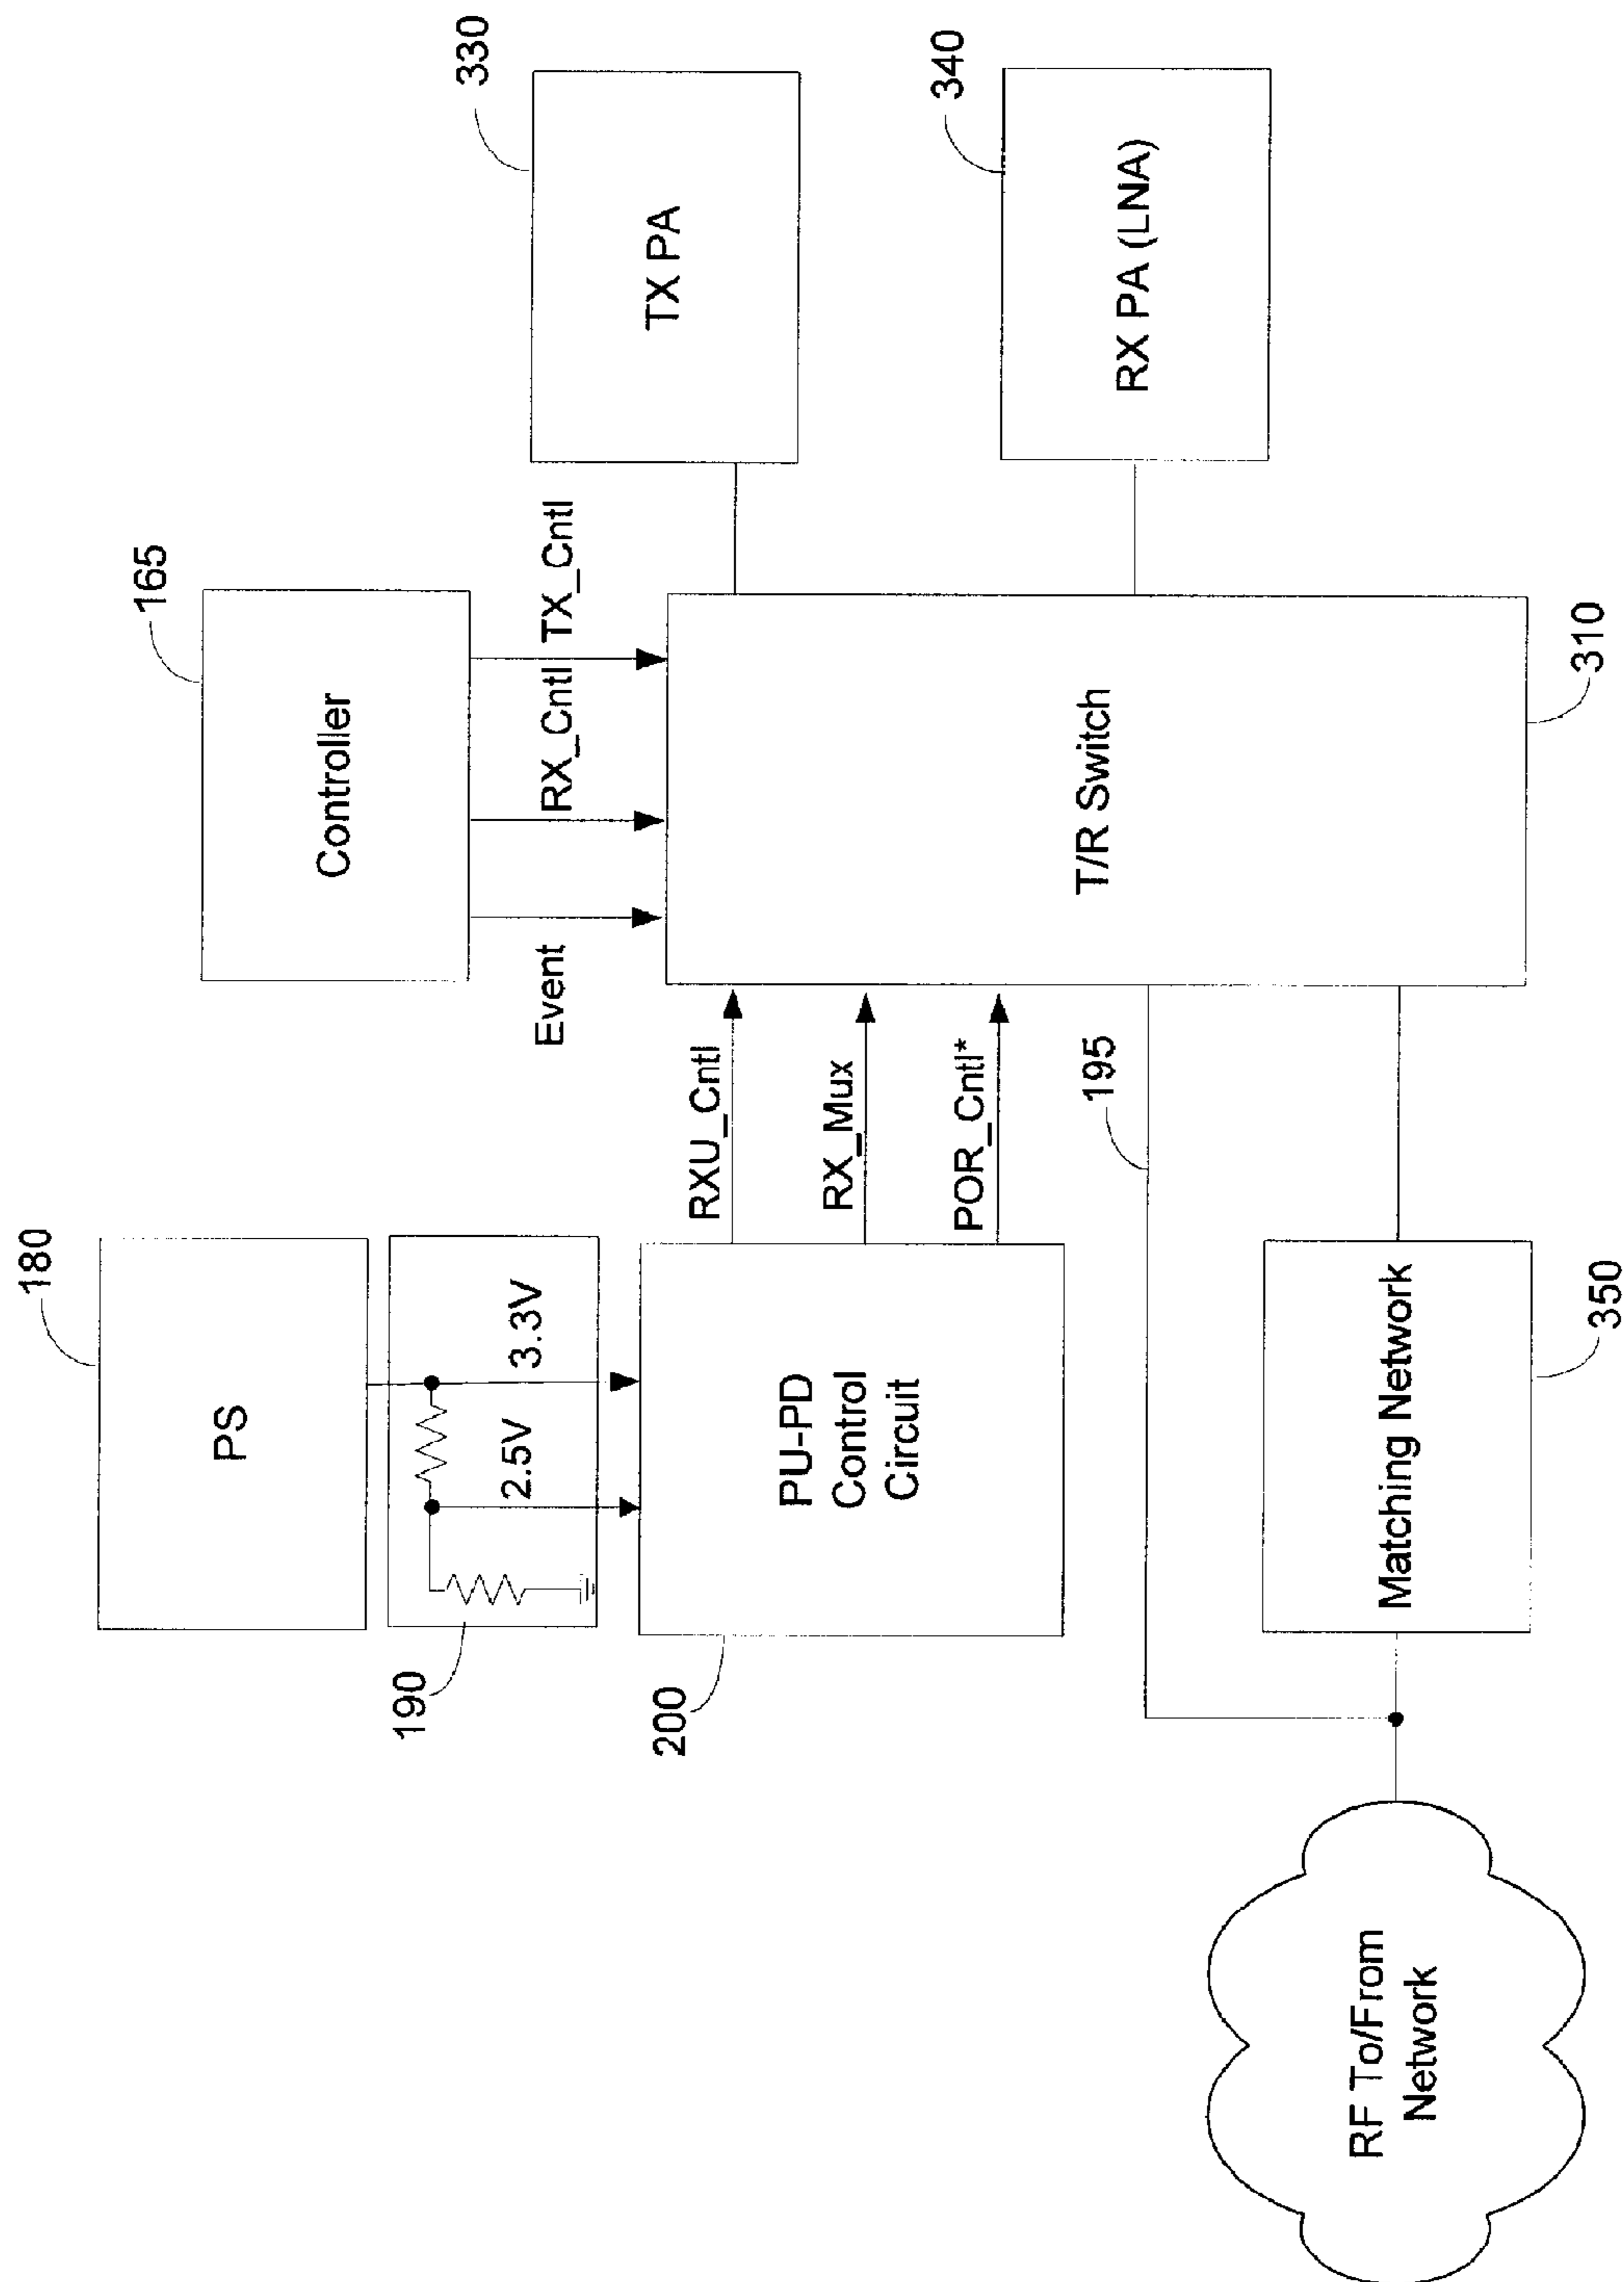 180
PS
3.3V
2.5V
190
PU-PD
Control
Circuit
200
165
Controller
Event
RX_Cntl
TX_Cntl
RXU_Cntl
RX_Mux
POR_Cntl*
195
T/R Switch
310
330
TX PA
340
RX PA (LNA)
Matching Network
350
RF To/From
Network